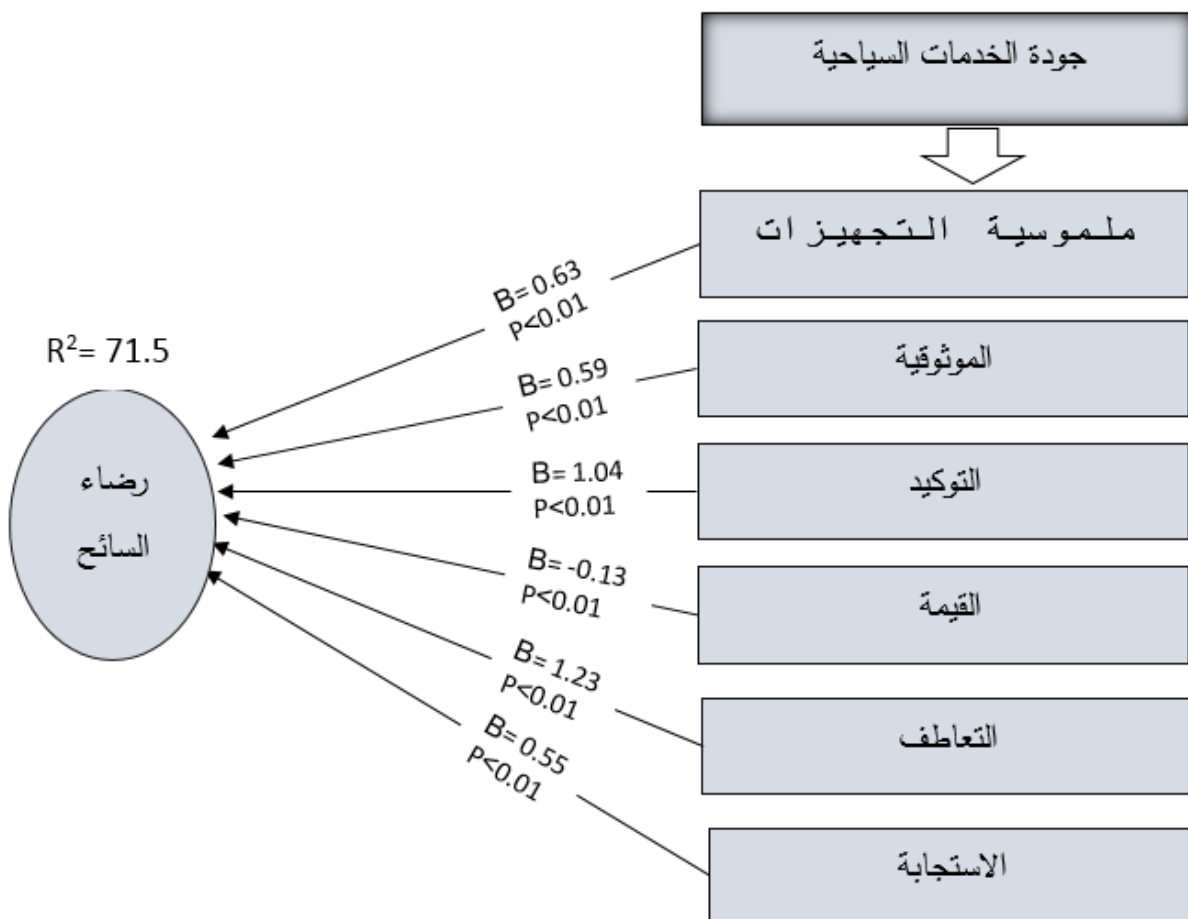 جودة الخدمات السياحية
ملموسية التجهيزات
B= 0.63
P<0.01
R²= 71.5
الموثوقية
B= 0.59
P<0.01
رضاء
السائح
التوكيد
B= 1.04
P<0.01
القيمة
B= -0.13
P<0.01
التعاطف
B= 1.23
P<0.01
الاستجابة
B= 0.55
P<0.01